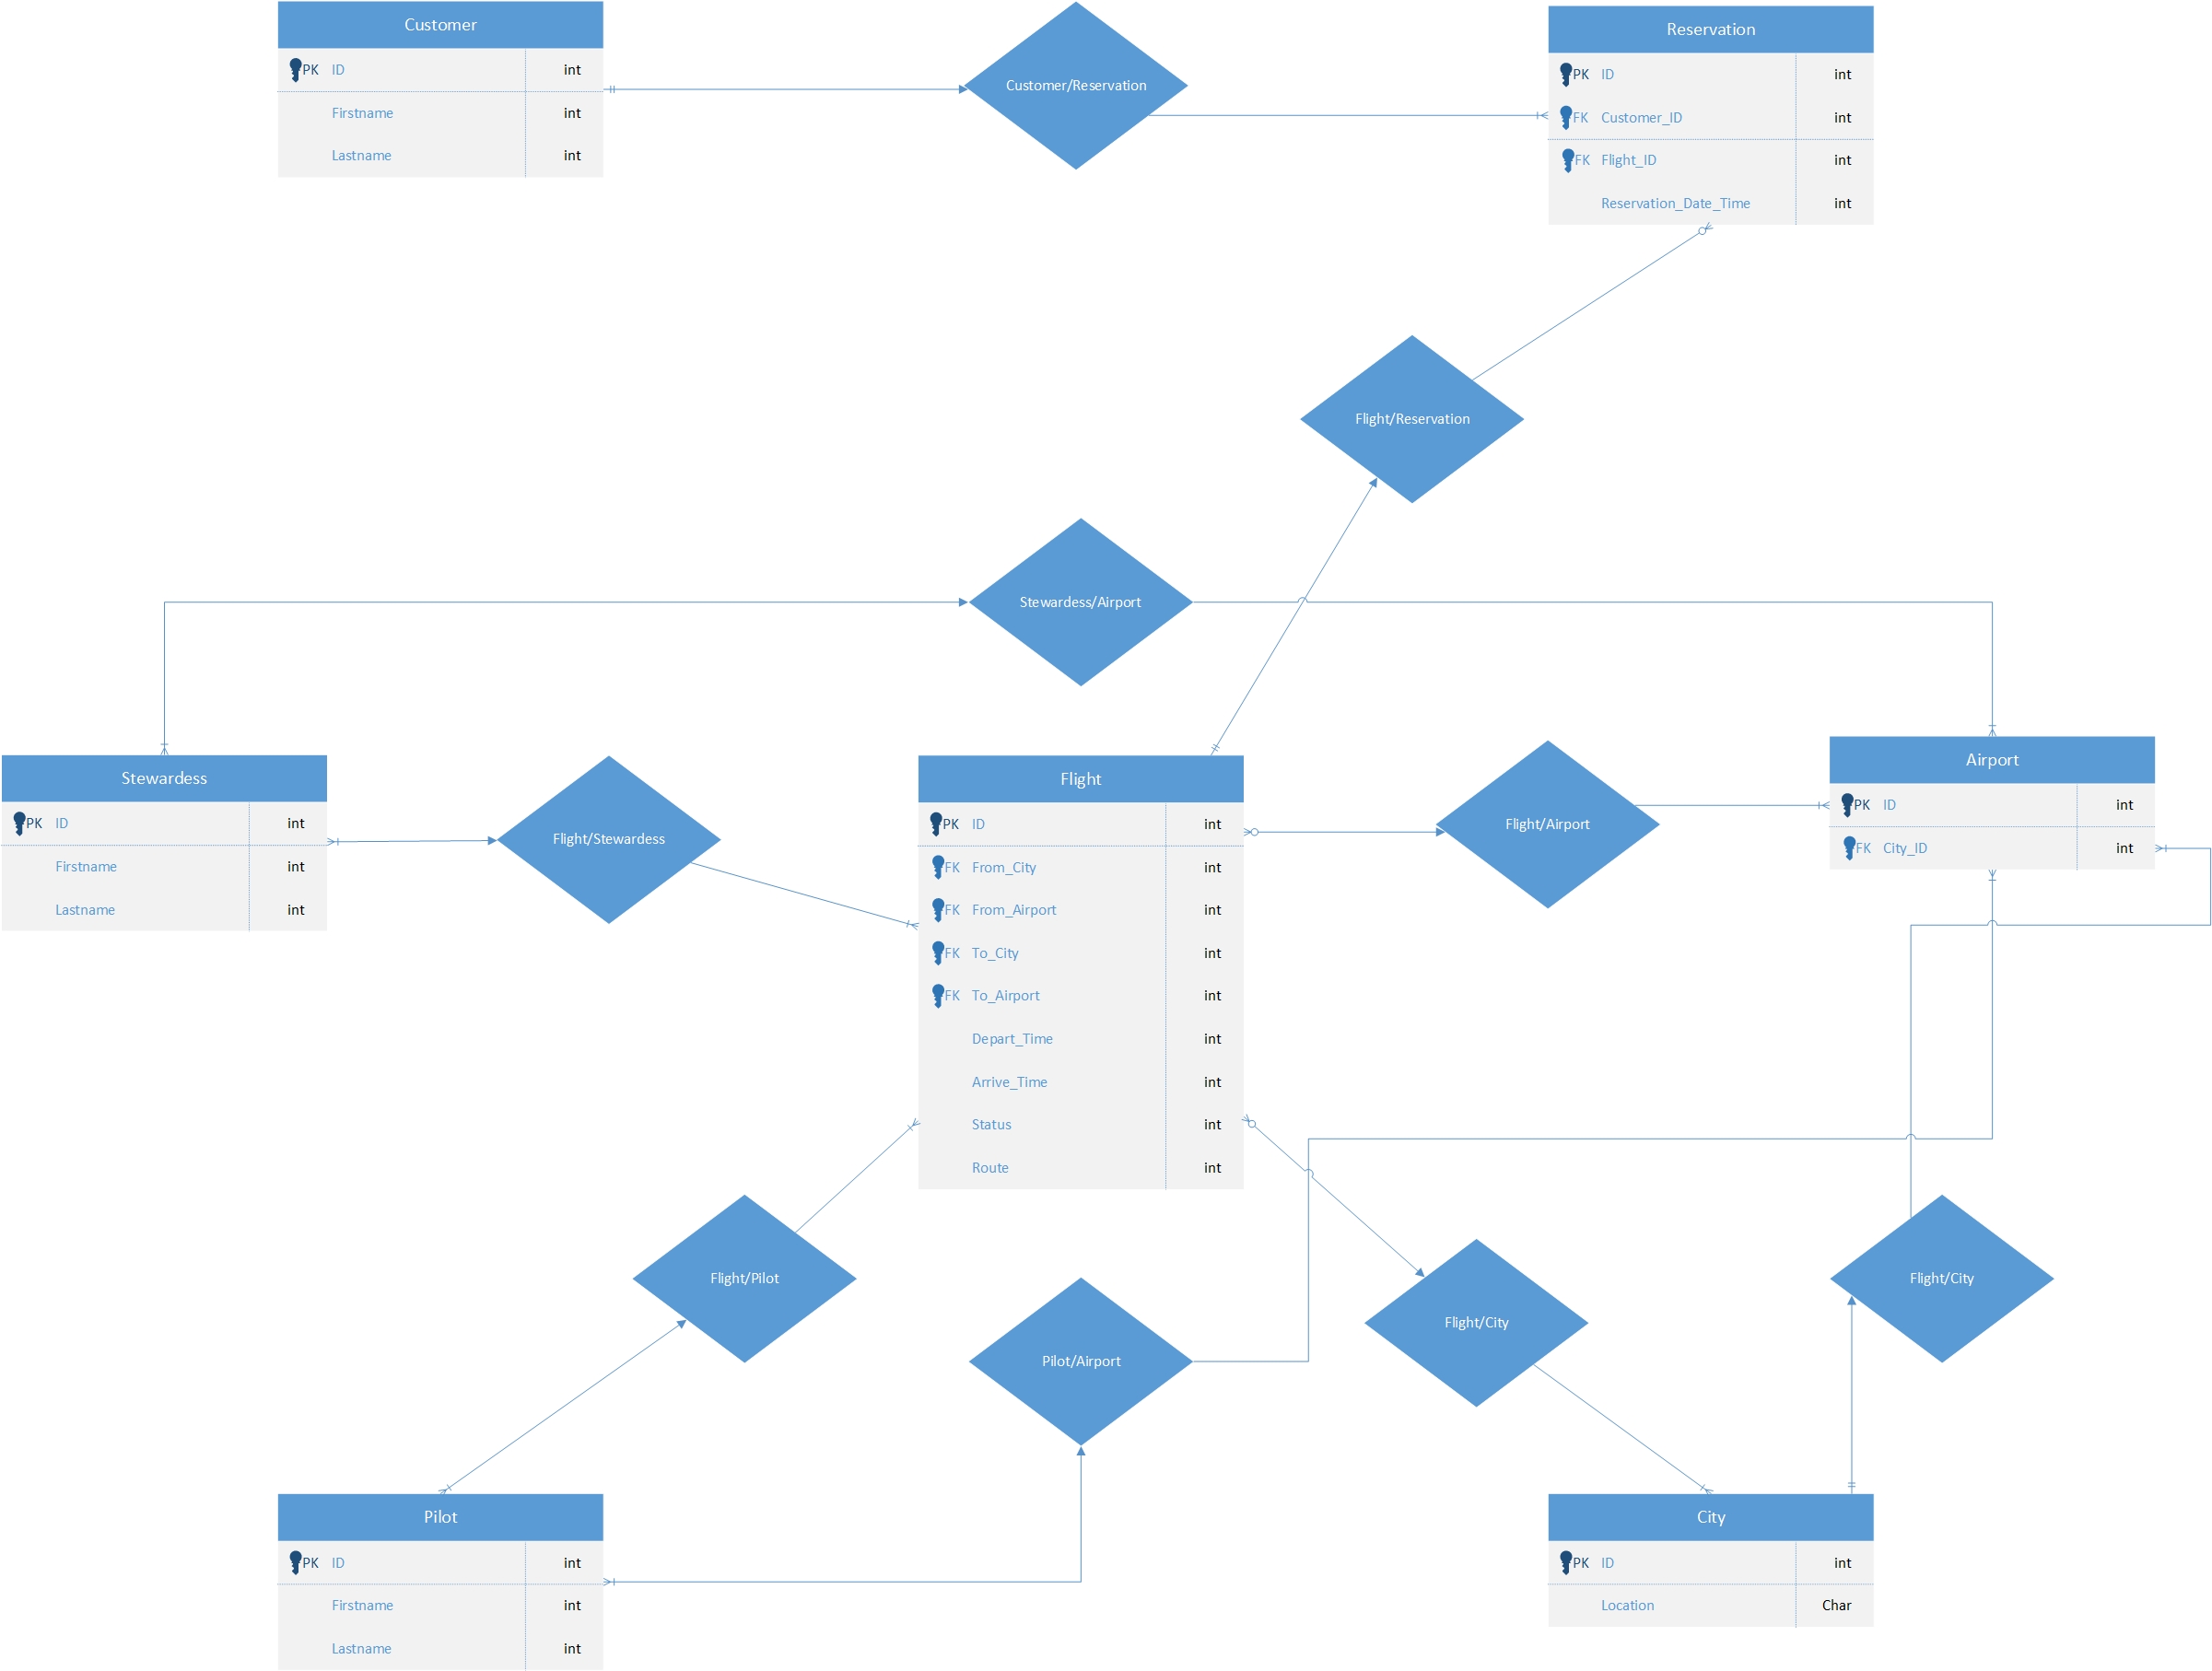 Customer
PK ID int
Firstname int
Lastname int
Customer/Reservation
Reservation
PK ID int
FK Customer_ID int
FK Flight_ID int
Reservation_Date_Time int
Flight/Reservation
Stewardess/Airport
Stewardess
PK ID int
Firstname int
Lastname int
Flight/Stewardess
Flight
PK ID int
FK From_City int
FK From_Airport int
FK To_City int
FK To_Airport int
Depart_Time int
Arrive_Time int
Status int
Route int
Flight/Airport
Airport
PK ID int
FK City_ID int
Flight/Pilot
Pilot/Airport
Flight/City
Flight/City
Pilot
PK ID int
Firstname int
Lastname int
City
PK ID int
Location Char